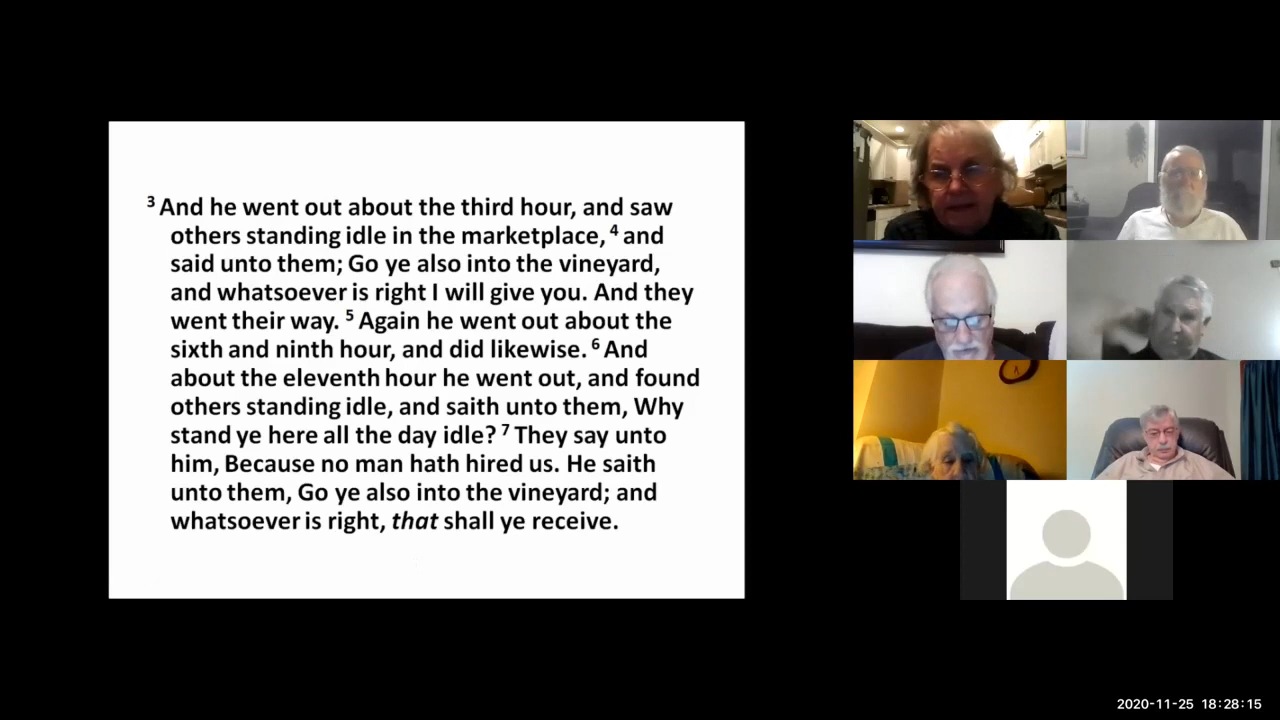 ³ And he went out about the third hour, and saw
others standing idle in the marketplace, ⁴ and
said unto them; Go ye also into the vineyard,
and whatsoever is right I will give you. And they
went their way. ⁵ Again he went out about the
sixth and ninth hour, and did likewise. ⁶ And
about the eleventh hour he went out, and found
others standing idle, and saith unto them, Why
stand ye here all the day idle? ⁷ They say unto
him, Because no man hath hired us. He saith
unto them, Go ye also into the vineyard; and
whatsoever is right, that shall ye receive.
2020-11-25 18:28:15